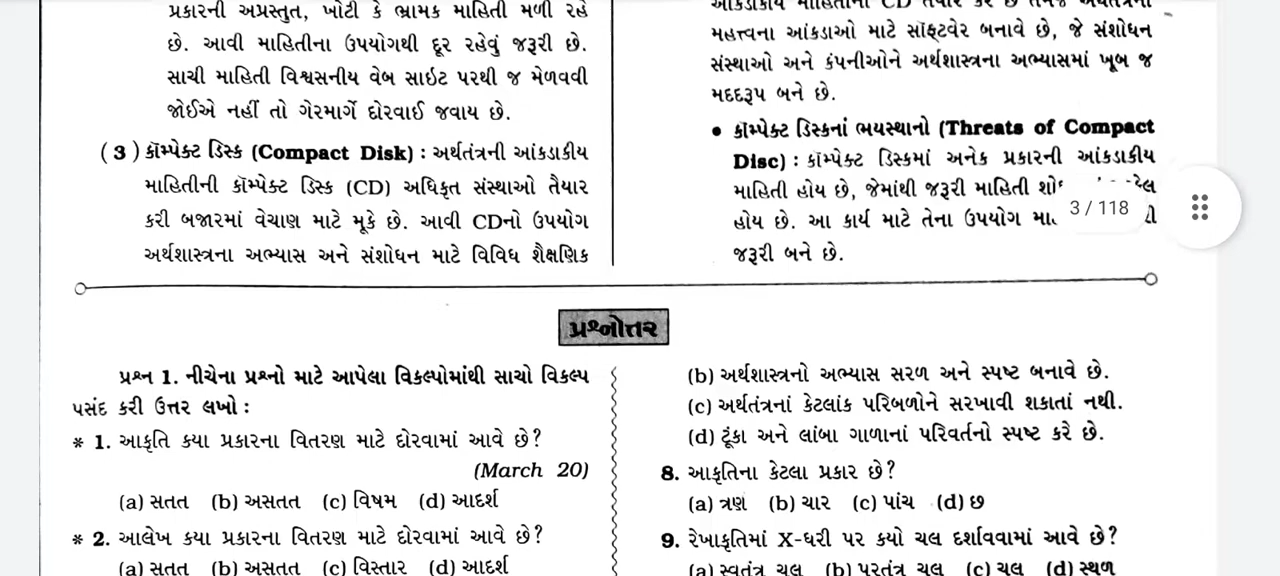 પ્રકારની અપ્રસ્તુત, ખોટી કે ભ્રામક માહિતી મળી રહે
છે. આવી માહિતીના ઉપયોગથી દૂર રહેવું જરૂરી છે.
સાચી માહિતી વિશ્વસનીય વેબ સાઇટ પરથી જ મેળવવી
જોઈએ નહીં તો ગેરમાર્ગે દોરવાઈ જવાય છે.
( 3 ) કૉમ્પેક્ટ ડિસ્ક (Compact Disk) : અર્થતંત્રની આંકડાકીય
માહિતીની કૉમ્પેક્ટ ડિસ્ક (CD) અધિકૃત સંસ્થાઓ તૈયાર
કરી બજારમાં વેચાણ માટે મૂકે છે. આવી CDનો ઉપયોગ
અર્થશાસ્ત્રના અભ્યાસ અને સંશોધન માટે વિવિધ શૈક્ષણિક
આંકડાકીય માહિતીની CD તૈયાર કરે છે તેમજ અર્થતંત્રના
મહત્ત્વના આંકડાઓ માટે સૉફ્ટવેર બનાવે છે, જે સંશોધન
સંસ્થાઓ અને કંપનીઓને અર્થશાસ્ત્રના અભ્યાસમાં ખૂબ જ
મદદરૂપ બને છે.
• કૉમ્પેક્ટ ડિસ્કનાં ભયસ્થાનો (Threats of Compact
Disc) : કૉમ્પેક્ટ ડિસ્કમાં અનેક પ્રકારની આંકડાકીય
માહિતી હોય છે, જેમાંથી જરૂરી માહિતી
હોય છે. આ કાર્ય માટે તેના ઉપયોગ
જરૂરી બને છે.
3 / 118
પ્રશ્નોત્તર
પ્રશ્ન 1. નીચેના પ્રશ્નો માટે આપેલા વિકલ્પોમાંથી સાચો વિકલ્પ
પસંદ કરી ઉત્તર લખો :
* 1. આકૃતિ કયા પ્રકારના વિતરણ માટે દોરવામાં આવે છે?
(March 20)
(a) સતત (b) અસતત (c) વિષમ (d) આદર્શ
* 2. આલેખ કયા પ્રકારના વિતરણ માટે દોરવામાં આવે છે?
(a) સતત (b) અસતત (c) વિસ્તાર (d) આદર્શ
(b) અર્થશાસ્ત્રનો અભ્યાસ સરળ અને સ્પષ્ટ બનાવે છે.
(c) અર્થતંત્રનાં કેટલાંક પરિબળોને સરખાવી શકાતાં નથી.
(d) ટૂંકા અને લાંબા ગાળાનાં પરિવર્તનો સ્પષ્ટ કરે છે.
8. આકૃતિના કેટલા પ્રકાર છે?
(a) ત્રણ (b) ચાર (c) પાંચ (d) છ
9. રેખાકૃતિમાં X-ધરી પર કયો ચલ દર્શાવવામાં આવે છે?
(a) સ્વતંત્ર ચલ (b) પરતંત્ર ચલ (c) ચલ (d) સ્થળ